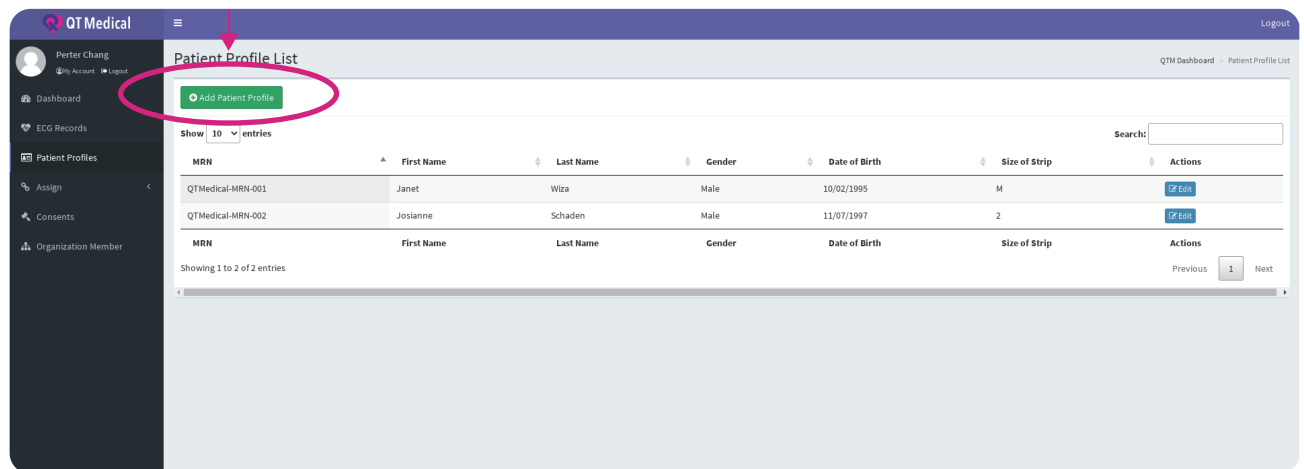 QT Medical
Logout
Perter Chang
My Account Logout
Patient Profile List
QTM Dashboard > Patient Profile List
Dashboard
ECG Records
Patient Profiles
Assign
Consents
Organization Member
Add Patient Profile
Show 10 entries
Search:
MRN First Name Last Name Gender Date of Birth Size of Strip Actions
QTMedical-MRN-001 Janet Wiza Male 10/02/1995 M Edit
QTMedical-MRN-002 Josianne Schaden Male 11/07/1997 2 Edit
MRN First Name Last Name Gender Date of Birth Size of Strip Actions
Showing 1 to 2 of 2 entries
Previous 1 Next